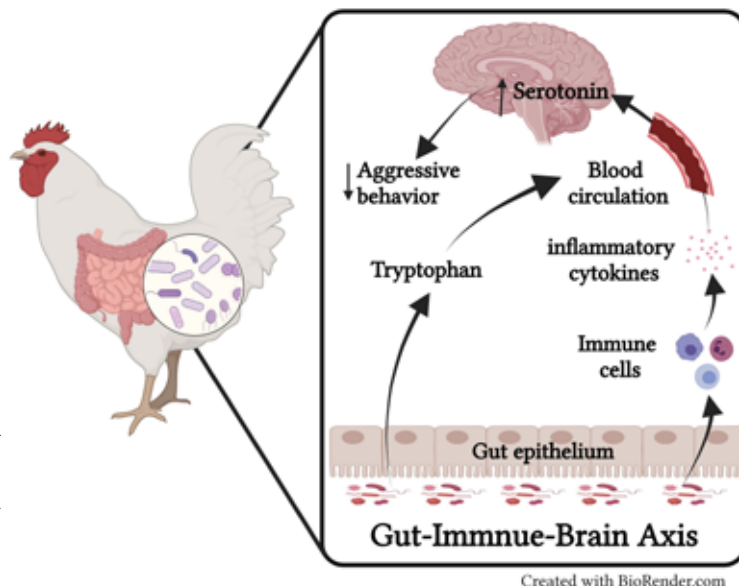 Serotonin
Aggressive
behavior
Blood
circulation
Tryptophan
inflammatory
cytokines
Immune
cells
Gut epithelium
Gut-Immnue-Brain Axis
Created with BioRender.com